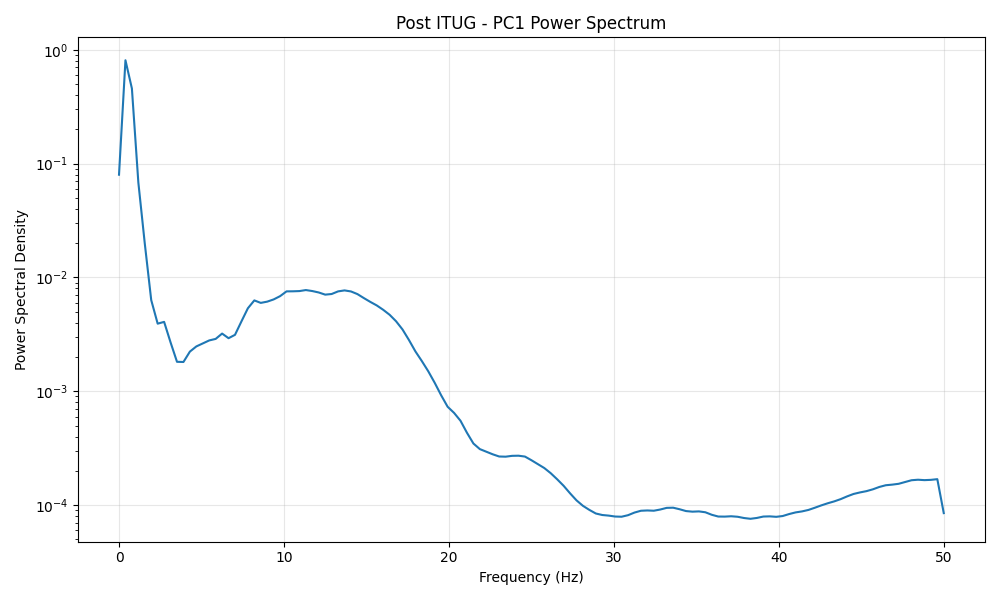 Post ITUG - PC1 Power Spectrum
Power Spectral Density
10⁰
10⁻¹
10⁻²
10⁻³
10⁻⁴
0 10 20 30 40 50
Frequency (Hz)